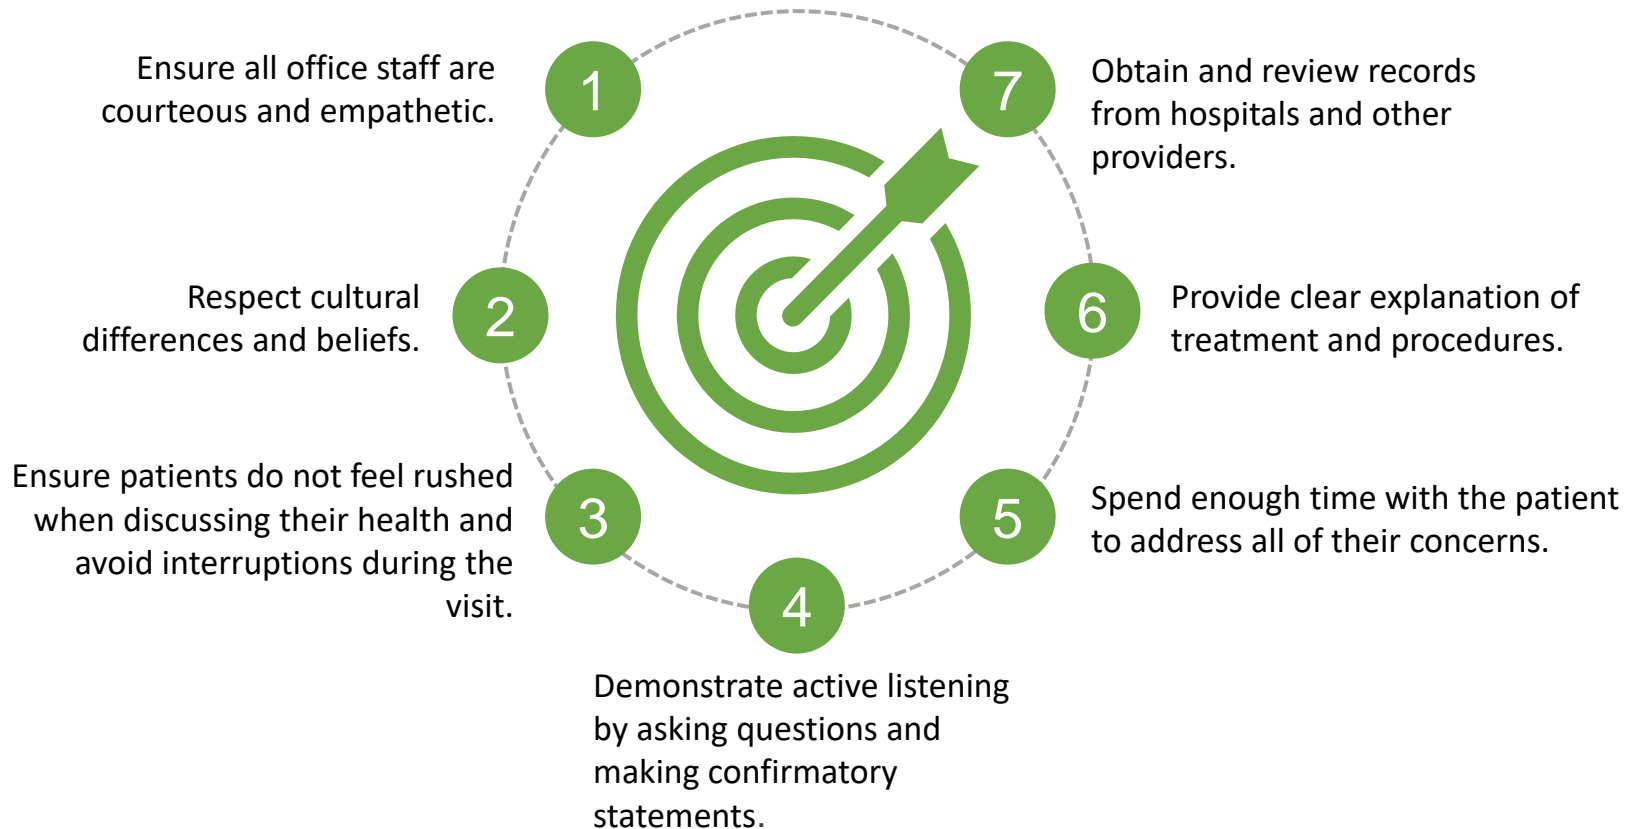 1
Ensure all office staff are
courteous and empathetic.
2
Respect cultural
differences and beliefs.
3
Ensure patients do not feel rushed
when discussing their health and
avoid interruptions during the
visit.
4
Demonstrate active listening
by asking questions and
making confirmatory
statements.
5
Spend enough time with the patient
to address all of their concerns.
6
Provide clear explanation of
treatment and procedures.
7
Obtain and review records
from hospitals and other
providers.